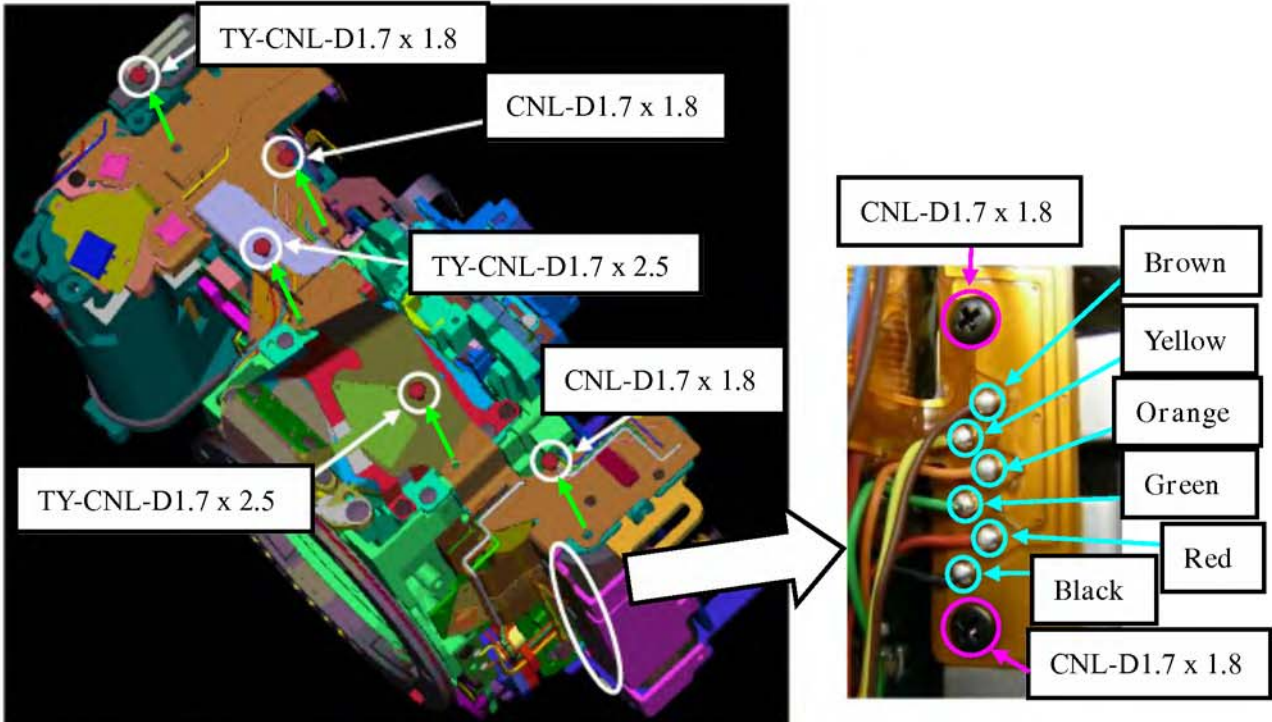 TY-CNL-D1.7 x 1.8
CNL-D1.7 x 1.8
TY-CNL-D1.7 x 2.5
CNL-D1.7 x 1.8
TY-CNL-D1.7 x 2.5
CNL-D1.7 x 1.8
Brown
Yellow
Orange
Green
Red
Black
CNL-D1.7 x 1.8